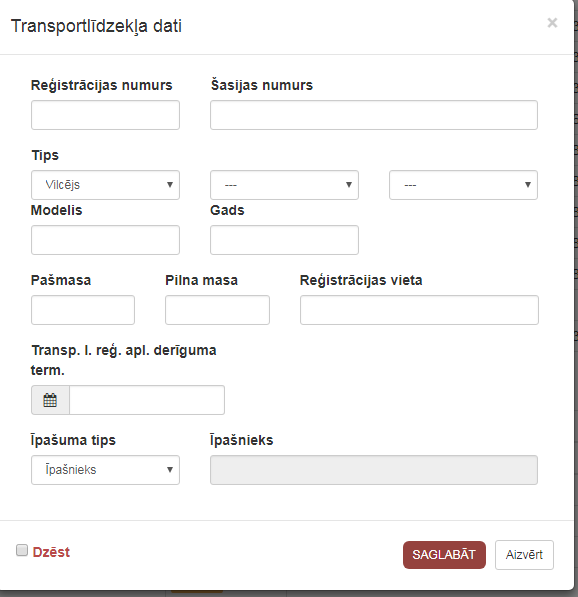 Transportlīdzekļa dati ×
Reģistrācijas numurs Šasijas numurs
Tips
Vilcējs --- ---
Modelis Gads
Pašmasa Pilna masa Reģistrācijas vieta
Transp. l. reģ. apl. derīguma
term.
Īpašuma tips Īpašnieks
Īpašnieks
Dzēst SAGLABĀT Aizvērt